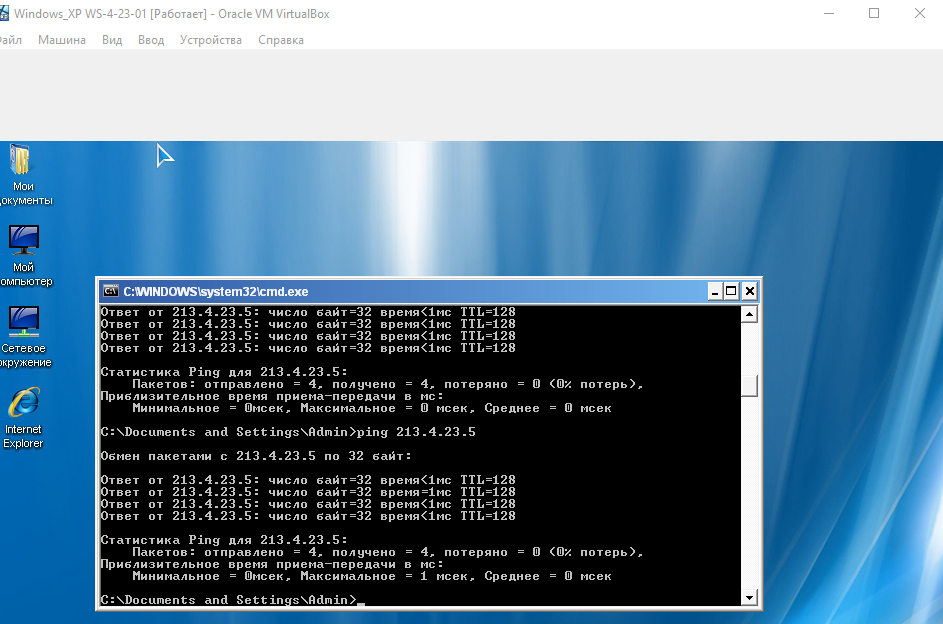 Windows_XP WS-4-23-01 [Работает] - Oracle VM VirtualBox
Файл Машина Вид Ввод Устройства Справка
Мои
документы
Мой
компьютер
Сетевое
окружение
Internet
Explorer
C:\WINDOWS\system32\cmd.exe
Ответ от 213.4.23.5: число байт=32 время<1мс TTL=128
Ответ от 213.4.23.5: число байт=32 время<1мс TTL=128
Ответ от 213.4.23.5: число байт=32 время<1мс TTL=128
Ответ от 213.4.23.5: число байт=32 время<1мс TTL=128
Статистика Ping для 213.4.23.5:
Пакетов: отправлено = 4, получено = 4, потеряно = 0 (0% потерь),
Приблизительное время приема-передачи в мс:
Минимальное = 0мсек, Максимальное = 0 мсек, Среднее = 0 мсек
C:\Documents and Settings\Admin>ping 213.4.23.5
Обмен пакетами с 213.4.23.5 по 32 байт:
Ответ от 213.4.23.5: число байт=32 время<1мс TTL=128
Ответ от 213.4.23.5: число байт=32 время=1мс TTL=128
Ответ от 213.4.23.5: число байт=32 время<1мс TTL=128
Ответ от 213.4.23.5: число байт=32 время<1мс TTL=128
Статистика Ping для 213.4.23.5:
Пакетов: отправлено = 4, получено = 4, потеряно = 0 (0% потерь),
Приблизительное время приема-передачи в мс:
Минимальное = 0мсек, Максимальное = 1 мсек, Среднее = 0 мсек
C:\Documents and Settings\Admin>_